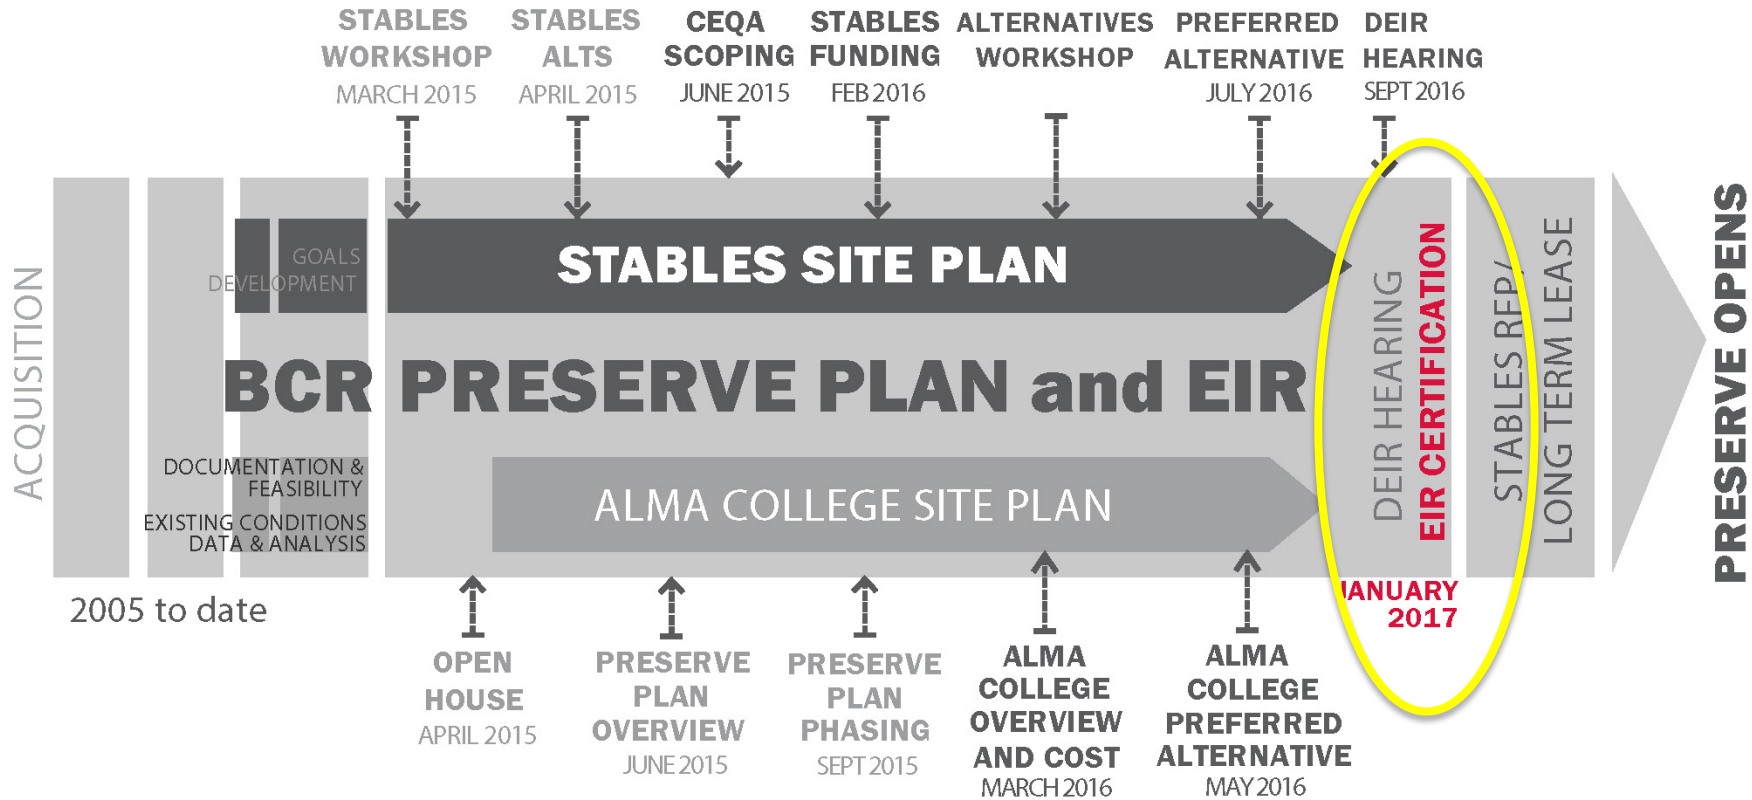 STABLES
WORKSHOP
MARCH 2015
STABLES
ALTS
APRIL 2015
CEQA
SCOPING
JUNE 2015
STABLES
FUNDING
FEB 2016
ALTERNATIVES
WORKSHOP
PREFERRED
ALTERNATIVE
JULY 2016
DEIR
HEARING
SEPT 2016
ACQUISITION
GOALS
DEVELOPMENT
STABLES SITE PLAN
BCR PRESERVE PLAN and EIR
DOCUMENTATION &
FEASIBILITY
EXISTING CONDITIONS
DATA & ANALYSIS
ALMA COLLEGE SITE PLAN
DEIR HEARING
EIR CERTIFICATION
STABLES RFP/
LONG TERM LEASE
PRESERVE OPENS
2005 to date
JANUARY
2017
OPEN
HOUSE
APRIL 2015
PRESERVE
PLAN
OVERVIEW
JUNE 2015
PRESERVE
PLAN
PHASING
SEPT 2015
ALMA
COLLEGE
OVERVIEW
AND COST
MARCH 2016
ALMA
COLLEGE
PREFERRED
ALTERNATIVE
MAY 2016